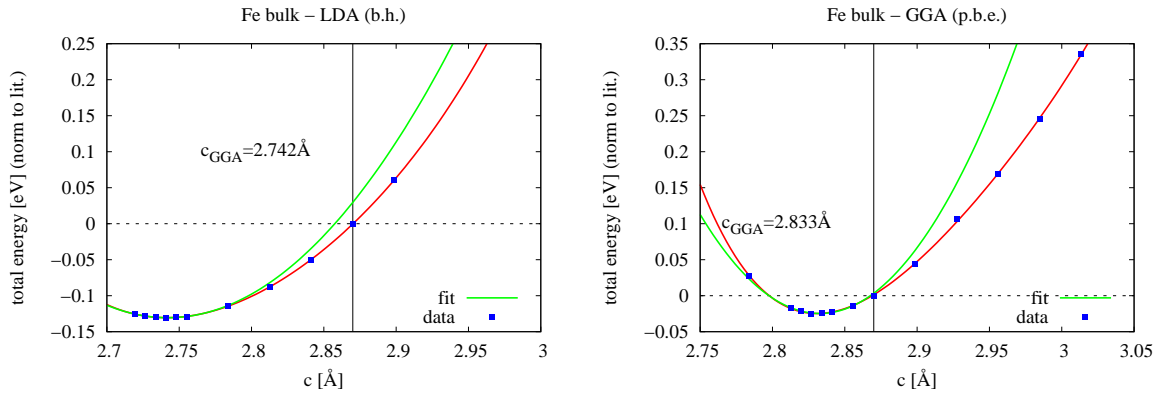 Fe bulk − LDA (b.h.)
total energy [eV] (norm to lit.)
0.25
0.2
0.15
0.1
0.05
0
−0.05
−0.1
−0.15
c_GGA=2.742Å
fit
data
2.7 2.75 2.8 2.85 2.9 2.95 3
c [Å]
Fe bulk − GGA (p.b.e.)
total energy [eV] (norm to lit.)
0.35
0.3
0.25
0.2
0.15
0.1
0.05
0
−0.05
c_GGA=2.833Å
fit
data
2.75 2.8 2.85 2.9 2.95 3 3.05
c [Å]